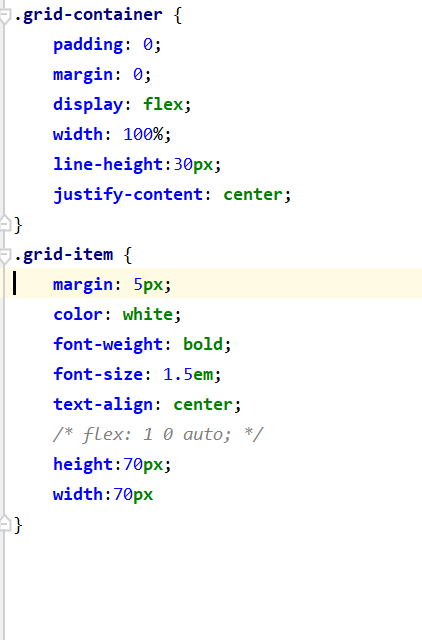 .grid-container {
    padding: 0;
    margin: 0;
    display: flex;
    width: 100%;
    line-height:30px;
    justify-content: center;
}
.grid-item {
    margin: 5px;
    color: white;
    font-weight: bold;
    font-size: 1.5em;
    text-align: center;
    /* flex: 1 0 auto; */
    height:70px;
    width:70px
}